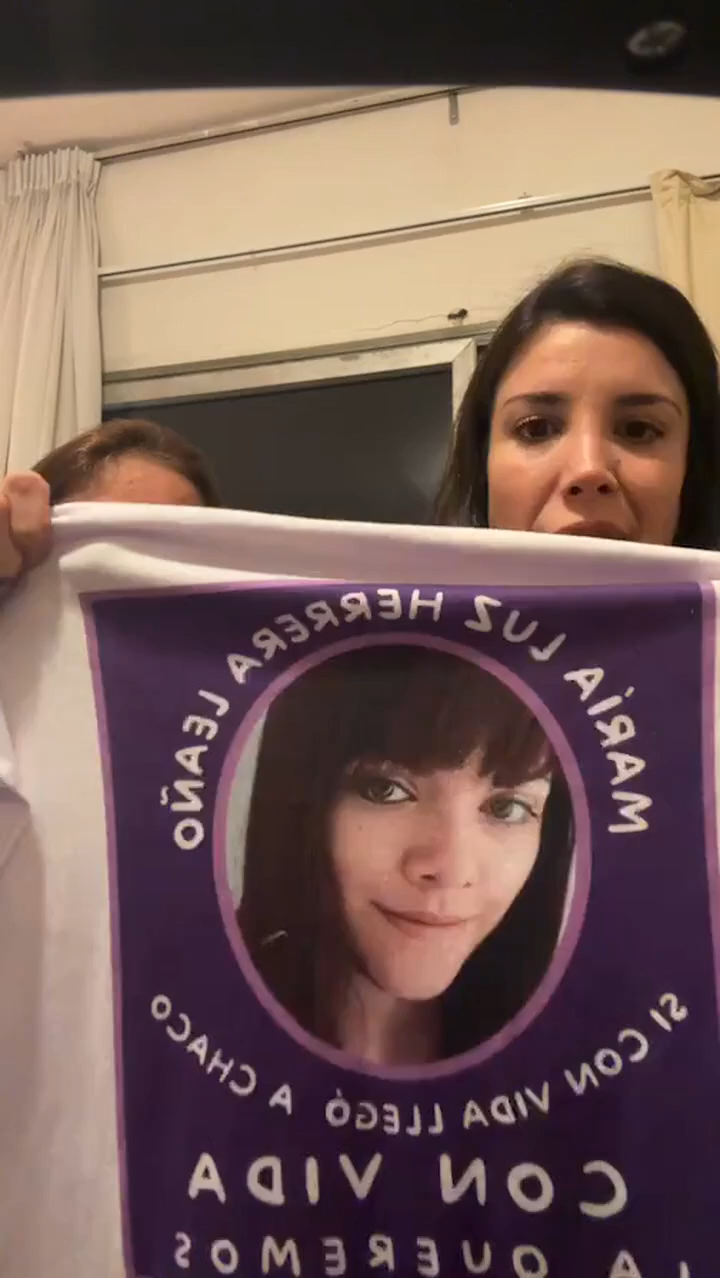 MARÍA LUZ HERRERA LEAÑO
SI CON VIDA LLEGÓ A CHACO
CON VIDA
LA QUEREMOS